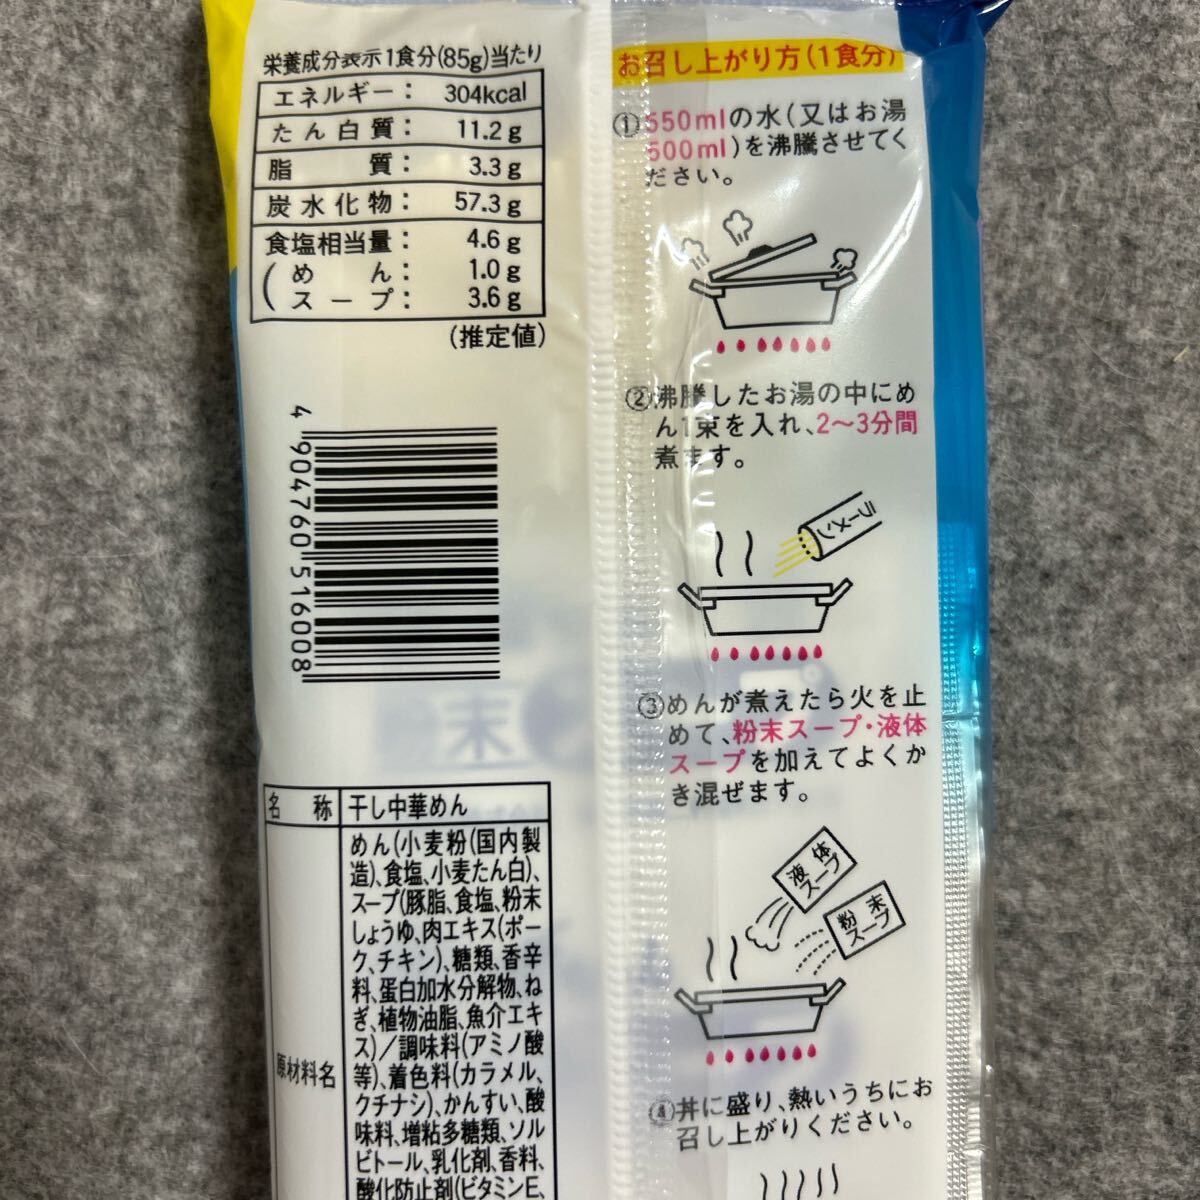 栄養成分表示1食分(85g)当たり
エネルギー： 304kcal
たん白質： 11.2g
脂質： 3.3g
炭水化物： 57.3g
食塩相当量： 4.6g
(めん： 1.0g
スープ： 3.6g
(推定値)
4 904760 516008
名称 干し中華めん
原材料名
めん(小麦粉(国内製
造)、食塩、小麦たん白)、
スープ(豚脂、食塩、粉末
しょうゆ、肉エキス(ポー
ク、チキン)、糖類、香辛
料、蛋白加水分解物、ね
ぎ、植物油脂、魚介エキ
ス)／調味料(アミノ酸
等)、着色料(カラメル、
クチナシ)、かんすい、酸
味料、増粘多糖類、ソル
ビトール、乳化剤、香料、
酸化防止剤(ビタミンE、
お召し上がり方(1食分)
①550mlの水(又はお湯
500ml)を沸騰させてく
ださい。
②沸騰したお湯の中にめ
ん1束を入れ、2〜3分間
煮ます。
ラーメン
③めんが煮えたら火を止
めて、粉末スープ・液体
スープを加えてよくか
き混ぜます。
液体
スープ
粉末
スープ
④丼に盛り、熱いうちにお
召し上がりください。
末